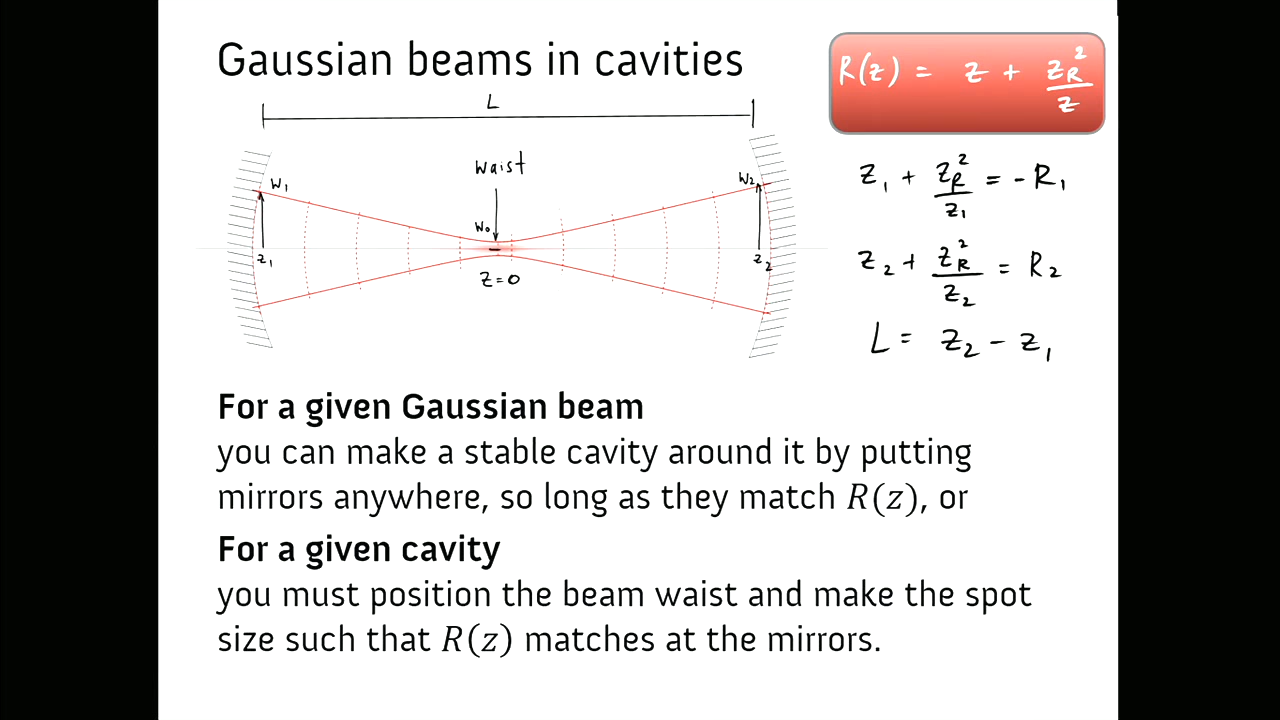 Gaussian beams in cavities
R(z) = z + z_R^2/z
L
waist
w₁
w₂
w₀
z₁
z₂
z=0
z₁ + z_R^2/z₁ = -R₁
z₂ + z_R^2/z₂ = R₂
L = z₂ - z₁
For a given Gaussian beam
you can make a stable cavity around it by putting
mirrors anywhere, so long as they match R(z), or
For a given cavity
you must position the beam waist and make the spot
size such that R(z) matches at the mirrors.